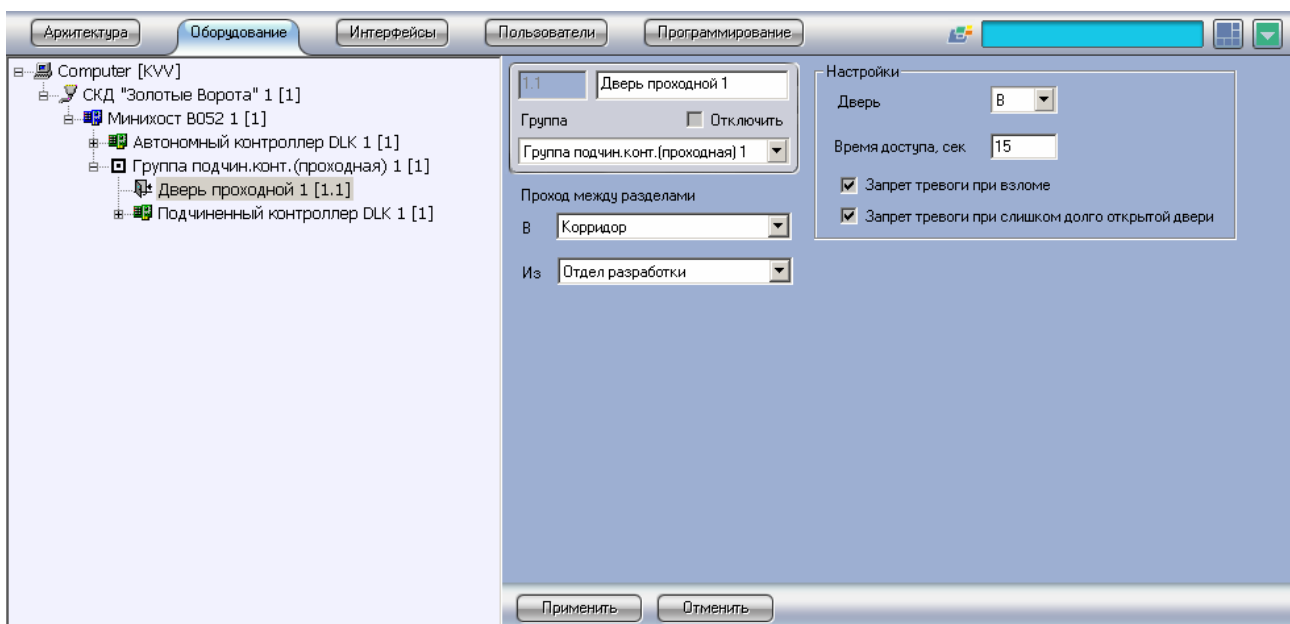 Архитектура Оборудование Интерфейсы Пользователи Программирование
Computer [KVV]
СКД "Золотые Ворота" 1 [1]
Минихост B052 1 [1]
Автономный контроллер DLK 1 [1]
Группа подчин.конт.(проходная) 1 [1]
Дверь проходной 1 [1.1]
Подчиненный контроллер DLK 1 [1]
1.1 Дверь проходной 1
Группа Отключить
Группа подчин.конт.(проходная) 1
Проход между разделами
В Корридор
Из Отдел разработки
Настройки
Дверь B
Время доступа, сек 15
Запрет тревоги при взломе
Запрет тревоги при слишком долго открытой двери
Применить Отменить